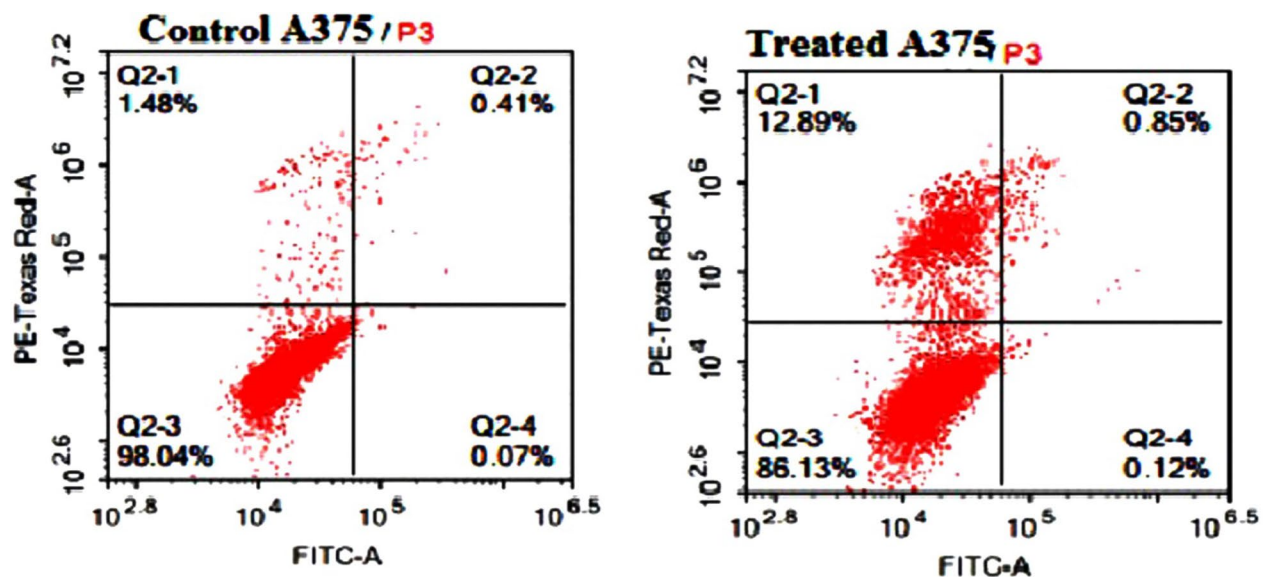 Control A375 / P3
Q2-1
1.48%
Q2-2
0.41%
Q2-3
98.04%
Q2-4
0.07%
10^7.2
10^6
10^5
10^4
10^2.6
PE-Texas Red-A
10^2.8
10^4
10^5
10^6.5
FITC-A
Treated A375/P3
Q2-1
12.89%
Q2-2
0.85%
Q2-3
86.13%
Q2-4
0.12%
10^7.2
10^6
10^5
10^4
10^2.6
PE-Texas Red-A
10^2.8
10^4
10^5
10^6.5
FITC-A